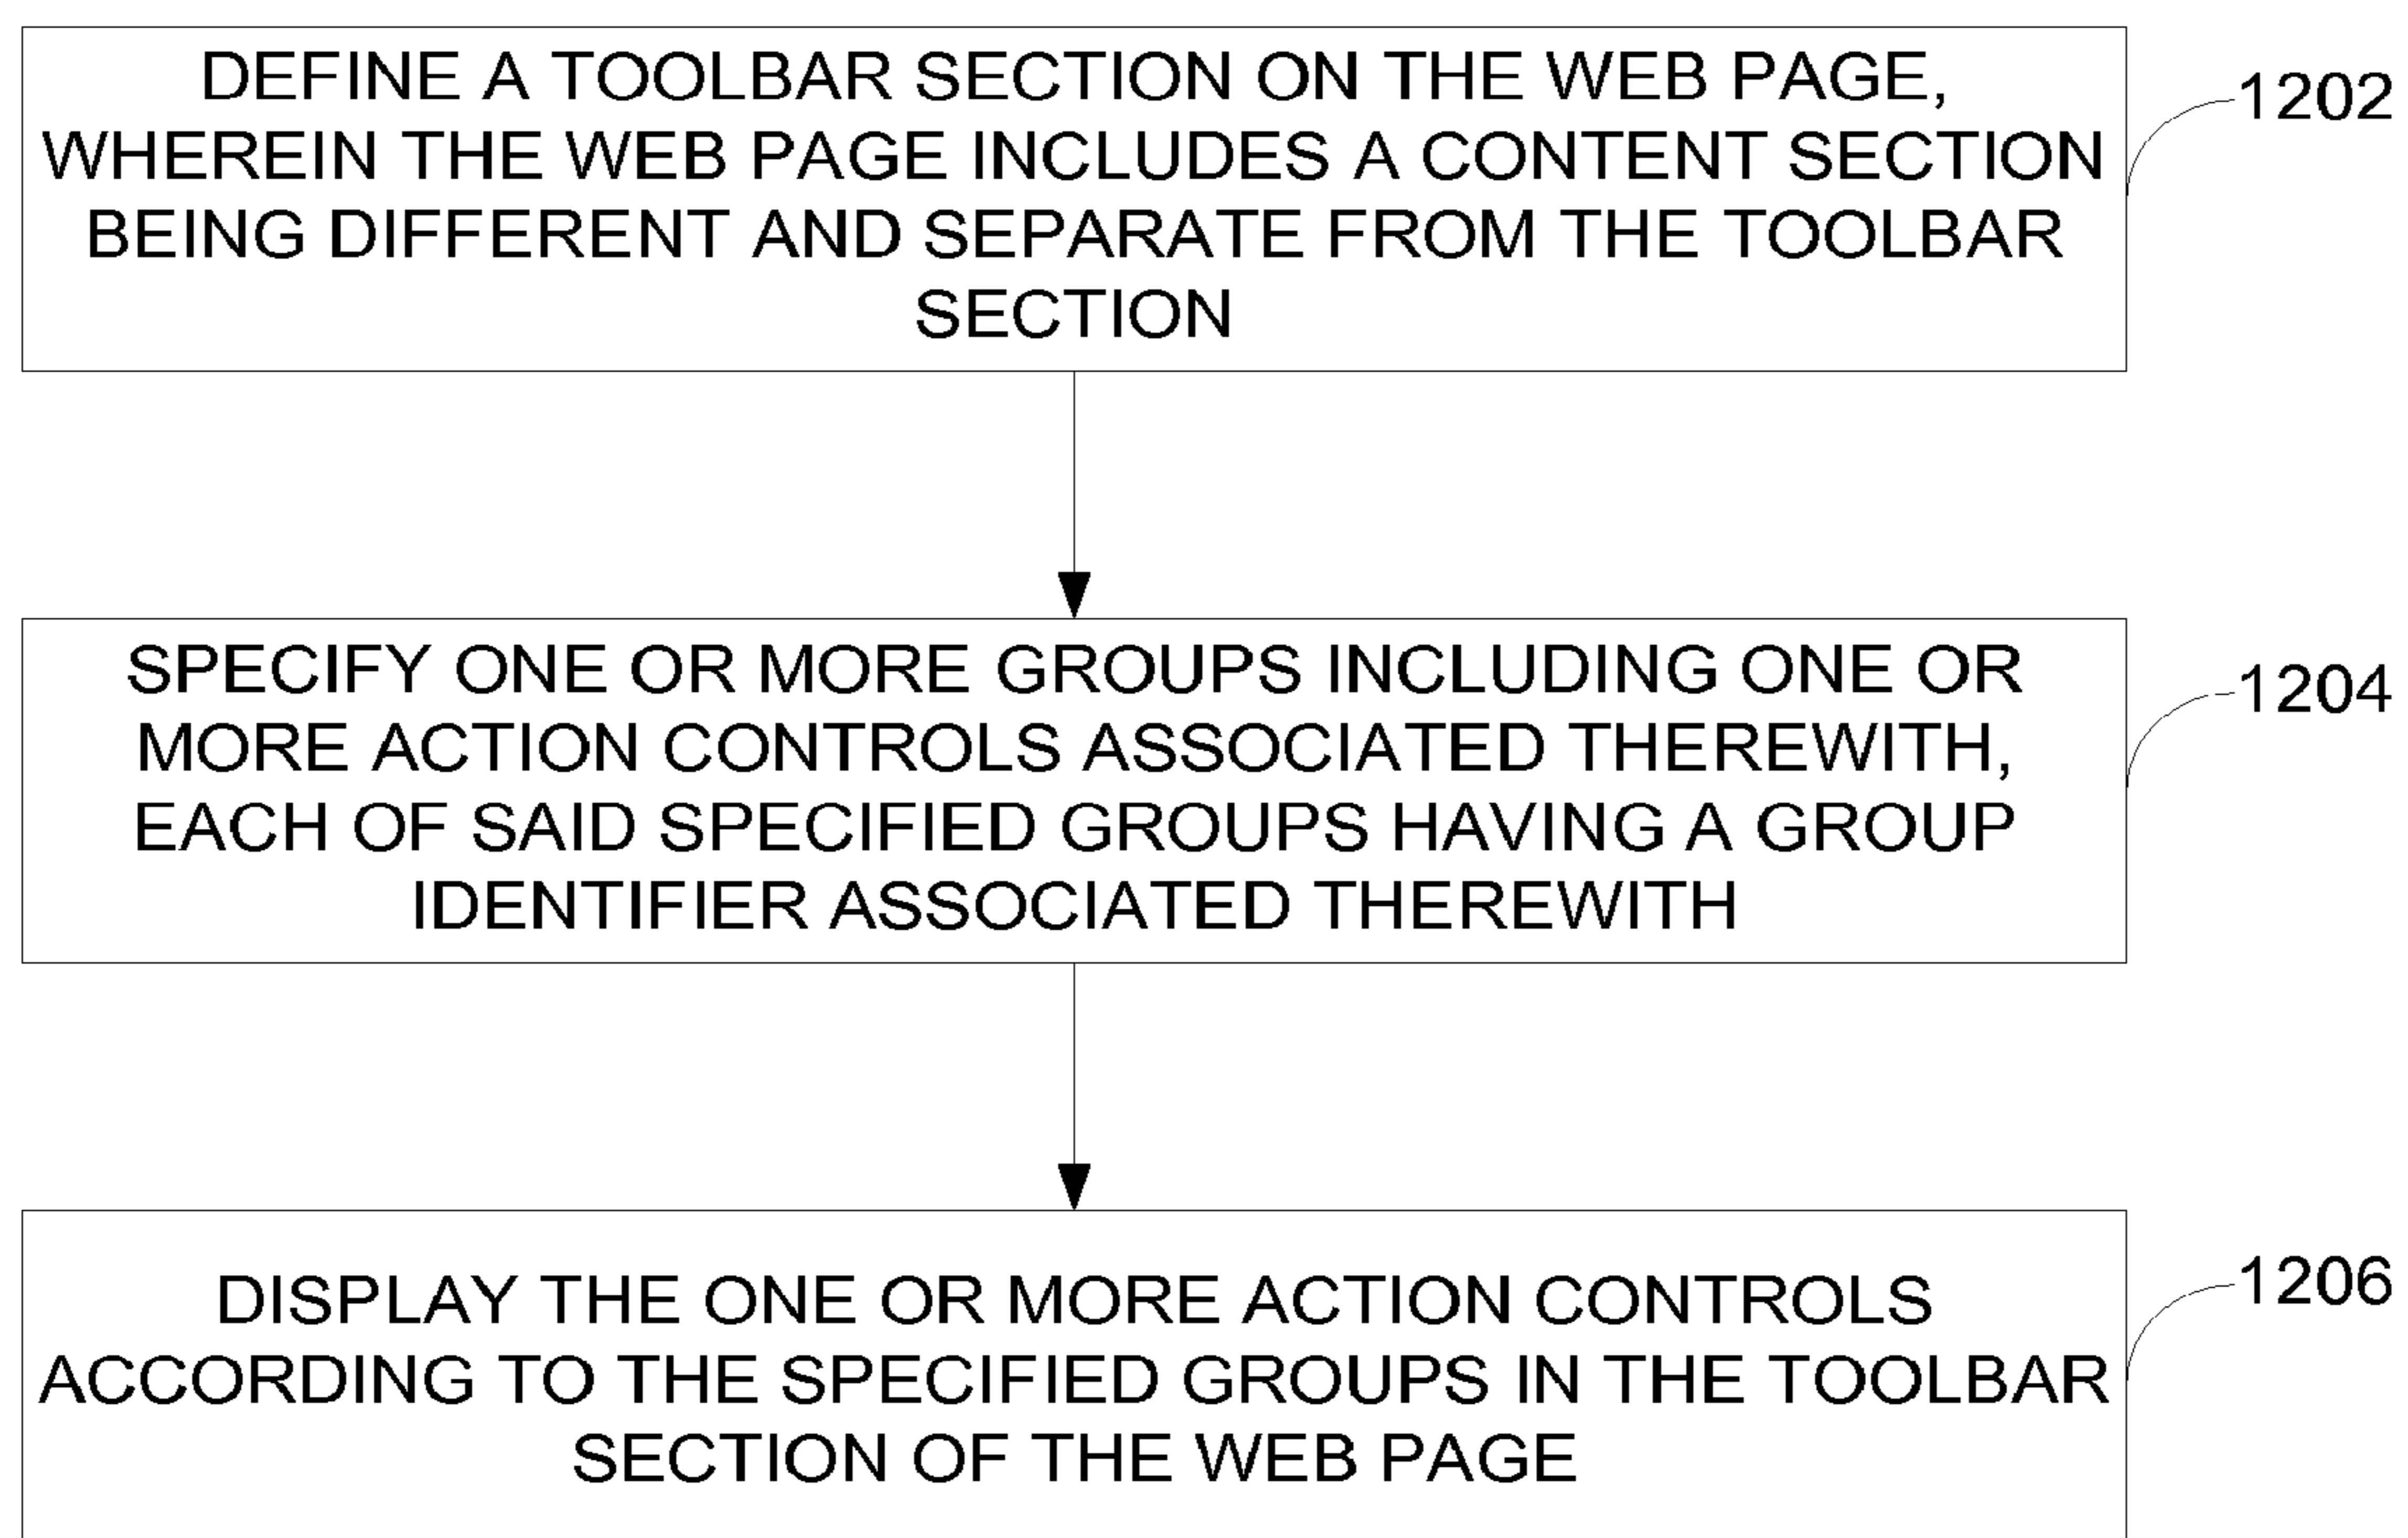 DEFINE A TOOLBAR SECTION ON THE WEB PAGE,
WHEREIN THE WEB PAGE INCLUDES A CONTENT SECTION
BEING DIFFERENT AND SEPARATE FROM THE TOOLBAR
SECTION
1202
SPECIFY ONE OR MORE GROUPS INCLUDING ONE OR
MORE ACTION CONTROLS ASSOCIATED THEREWITH,
EACH OF SAID SPECIFIED GROUPS HAVING A GROUP
IDENTIFIER ASSOCIATED THEREWITH
1204
DISPLAY THE ONE OR MORE ACTION CONTROLS
ACCORDING TO THE SPECIFIED GROUPS IN THE TOOLBAR
SECTION OF THE WEB PAGE
1206